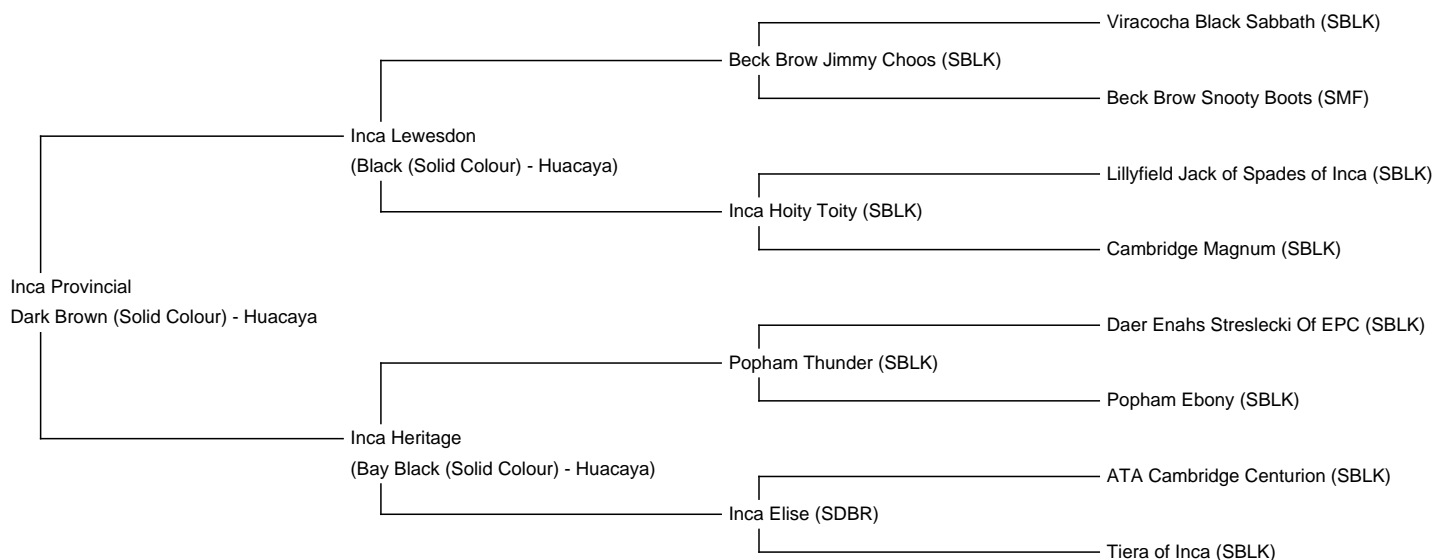 Viracocha Black Sabbath (SBLK)
Beck Brow Jimmy Choos (SBLK)
Beck Brow Snooty Boots (SMF)
Inca Lewesdon
(Black (Solid Colour) - Huacaya)
Lillyfield Jack of Spades of Inca (SBLK)
Inca Hoity Toity (SBLK)
Cambridge Magnum (SBLK)
Inca Provincial
Dark Brown (Solid Colour) - Huacaya
Daer Enahs Streslecki Of EPC (SBLK)
Popham Thunder (SBLK)
Popham Ebony (SBLK)
Inca Heritage
(Bay Black (Solid Colour) - Huacaya)
ATA Cambridge Centurion (SBLK)
Inca Elise (SDBR)
Tiera of Inca (SBLK)